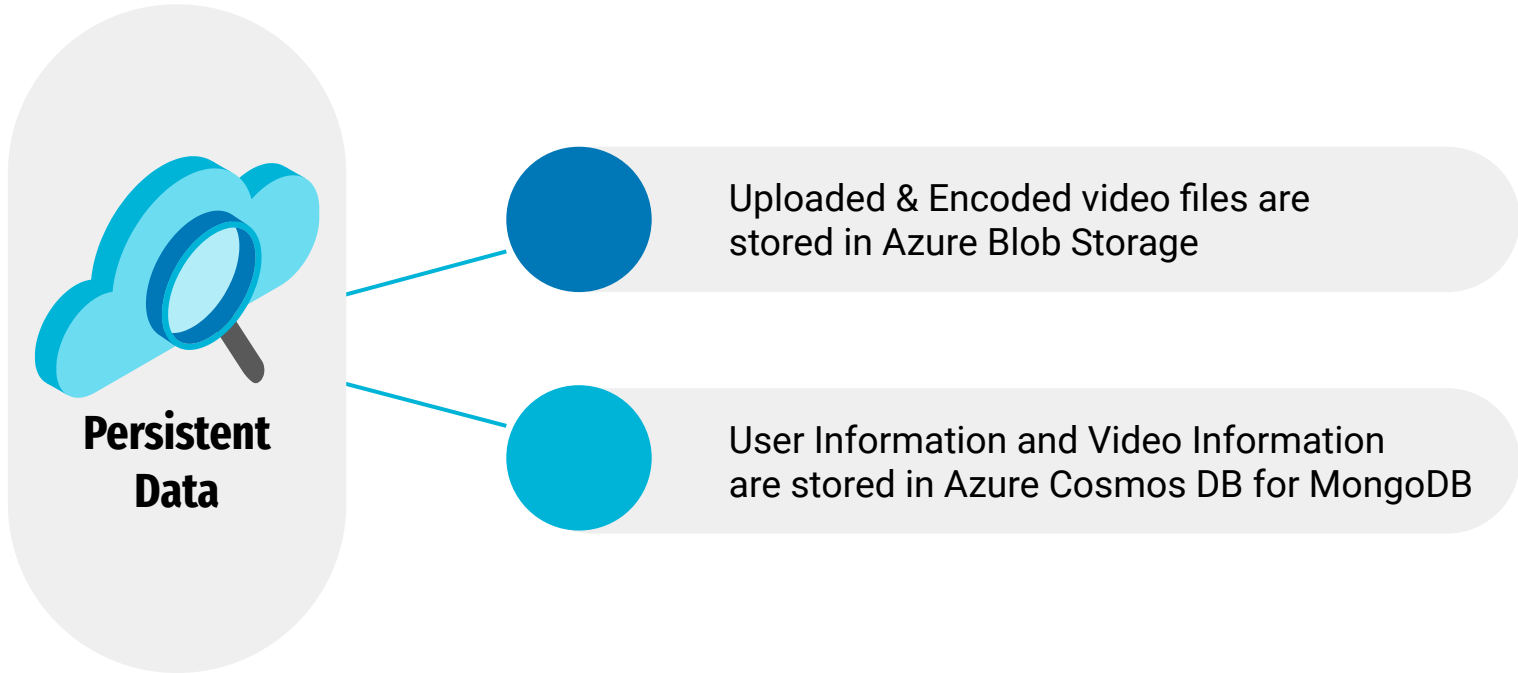 Persistent
Data
Uploaded & Encoded video files are
stored in Azure Blob Storage
User Information and Video Information
are stored in Azure Cosmos DB for MongoDB